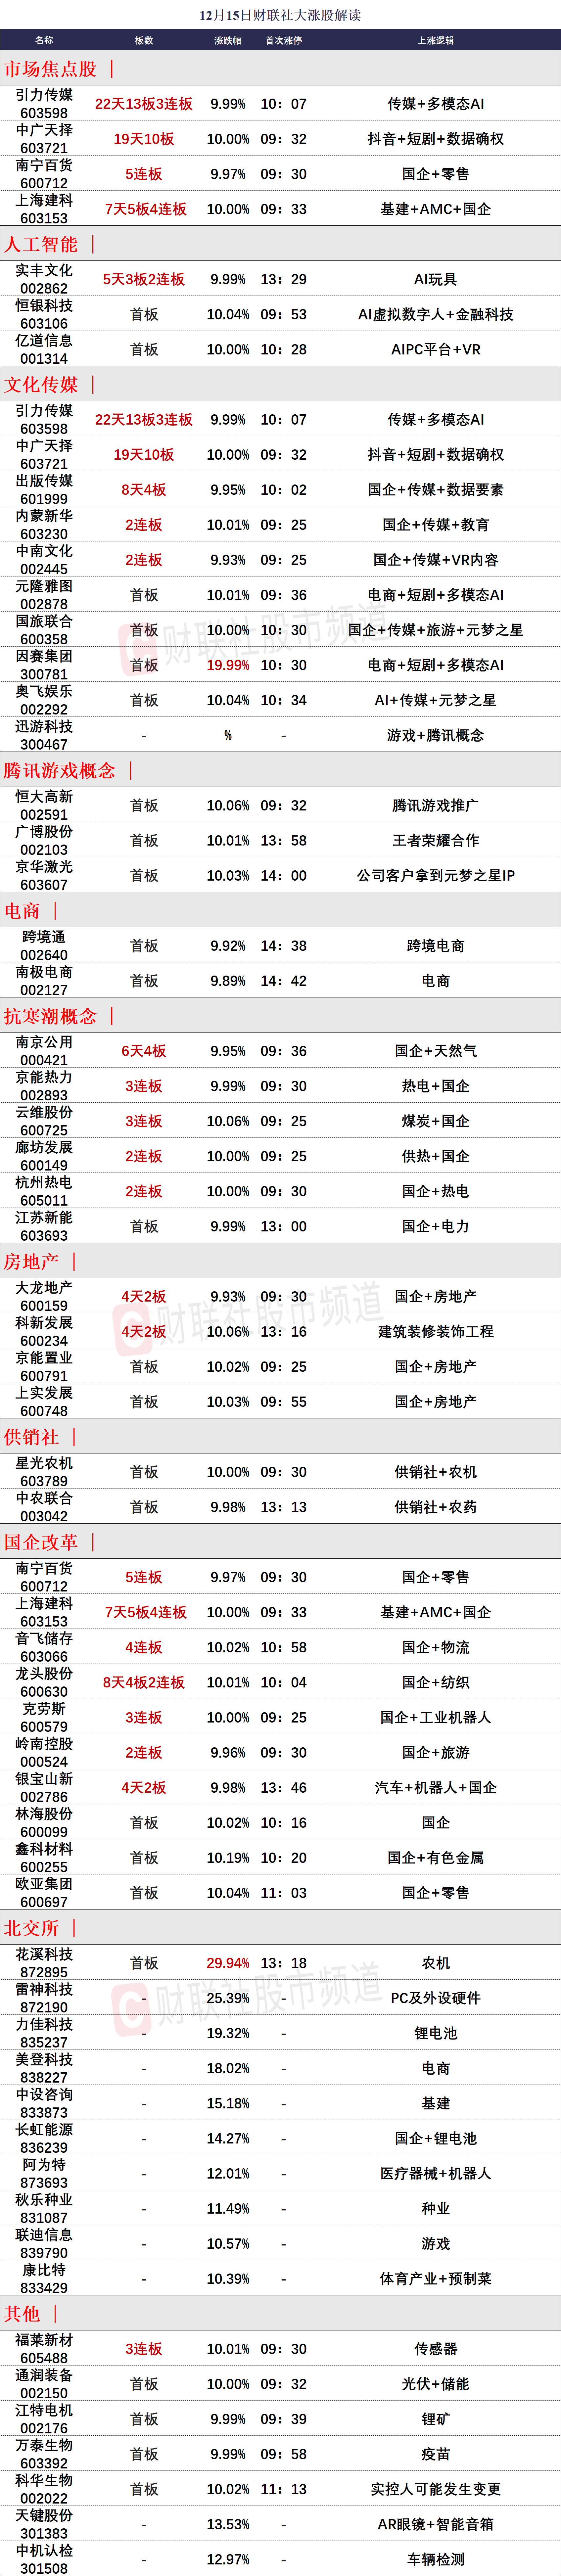 12月15日财联社大涨股解读
名称 板数 涨跌幅 首次涨停 上涨逻辑
市场焦点股
引力传媒
603598 22天13板3连板 9.99% 10：07 传媒+多模态AI
中广天择
603721 19天10板 10.00% 09：32 抖音+短剧+数据确权
南宁百货
600712 5连板 9.97% 09：30 国企+零售
上海建科
603153 7天5板4连板 10.00% 09：33 基建+AMC+国企
人工智能
实丰文化
002862 5天3板2连板 9.99% 13：29 AI玩具
恒银科技
603106 首板 10.04% 09：53 AI虚拟数字人+金融科技
亿道信息
001314 首板 10.00% 10：28 AIPC平台+VR
文化传媒
引力传媒
603598 22天13板3连板 9.99% 10：07 传媒+多模态AI
中广天择
603721 19天10板 10.00% 09：32 抖音+短剧+数据确权
出版传媒
601999 8天4板 9.95% 10：02 国企+传媒+数据要素
内蒙新华
603230 2连板 10.01% 09：25 国企+传媒+教育
中南文化
002445 2连板 9.93% 09：25 国企+传媒+VR内容
元隆雅图
002878 首板 10.01% 09：36 电商+短剧+多模态AI
国旅联合
600358 首板 10.00% 10：30 国企+传媒+旅游+元梦之星
因赛集团
300781 首板 19.99% 10：30 电商+短剧+多模态AI
奥飞娱乐
002292 首板 10.04% 10：34 AI+传媒+元梦之星
迅游科技
300467 - % - 游戏+腾讯概念
财联社股市频道
腾讯游戏概念
恒大高新
002591 首板 10.06% 09：32 腾讯游戏推广
广博股份
002103 首板 10.01% 13：58 王者荣耀合作
京华激光
603607 首板 10.03% 14：00 公司客户拿到元梦之星IP
电商
跨境通
002640 首板 9.92% 14：38 跨境电商
南极电商
002127 首板 9.89% 14：42 电商
抗寒潮概念
南京公用
000421 6天4板 9.95% 09：36 国企+天然气
京能热力
002893 3连板 9.99% 09：30 热电+国企
云维股份
600725 3连板 10.06% 09：25 煤炭+国企
廊坊发展
600149 2连板 10.00% 09：25 供热+国企
杭州热电
605011 2连板 10.00% 09：30 国企+热电
江苏新能
603693 首板 9.99% 13：00 国企+电力
房地产
大龙地产
600159 4天2板 9.93% 09：30 国企+房地产
科新发展
600234 4天2板 10.06% 13：16 建筑装修装饰工程
京能置业
600791 首板 10.02% 09：25 国企+房地产
上实发展
600748 首板 10.03% 09：55 国企+房地产
财联社股市频道
供销社
星光农机
603789 首板 10.00% 09：30 供销社+农机
中农联合
003042 首板 9.98% 13：13 供销社+农药
国企改革
南宁百货
600712 5连板 9.97% 09：30 国企+零售
上海建科
603153 7天5板4连板 10.00% 09：33 基建+AMC+国企
音飞储存
603066 4连板 10.02% 10：58 国企+物流
龙头股份
600630 8天4板2连板 10.01% 10：04 国企+纺织
克劳斯
600579 3连板 10.00% 09：25 国企+工业机器人
岭南控股
000524 2连板 9.96% 09：30 国企+旅游
银宝山新
002786 4天2板 9.98% 13：46 汽车+机器人+国企
林海股份
600099 首板 10.02% 10：16 国企
鑫科材料
600255 首板 10.19% 10：20 国企+有色金属
欧亚集团
600697 首板 10.04% 11：03 国企+零售
北交所
花溪科技
872895 首板 29.94% 13：18 农机
雷神科技
872190 - 25.39% - PC及外设硬件
财联社股市频道
力佳科技
835237 - 19.32% - 锂电池
美登科技
838227 - 18.02% - 电商
中设咨询
833873 - 15.18% - 基建
长虹能源
836239 - 14.27% - 国企+锂电池
阿为特
873693 - 12.01% - 医疗器械+机器人
秋乐种业
831087 - 11.49% - 种业
联迪信息
839790 - 10.57% - 游戏
康比特
833429 - 10.39% - 体育产业+预制菜
其他
福莱新材
605488 3连板 10.01% 09：30 传感器
通润装备
002150 首板 10.00% 09：32 光伏+储能
江特电机
002176 首板 9.99% 09：39 锂矿
万泰生物
603392 首板 9.99% 09：58 疫苗
科华生物
002022 首板 10.02% 11：13 实控人可能发生变更
天键股份
301383 - 13.53% - AR眼镜+智能音箱
中机认检
301508 - 12.97% - 车辆检测